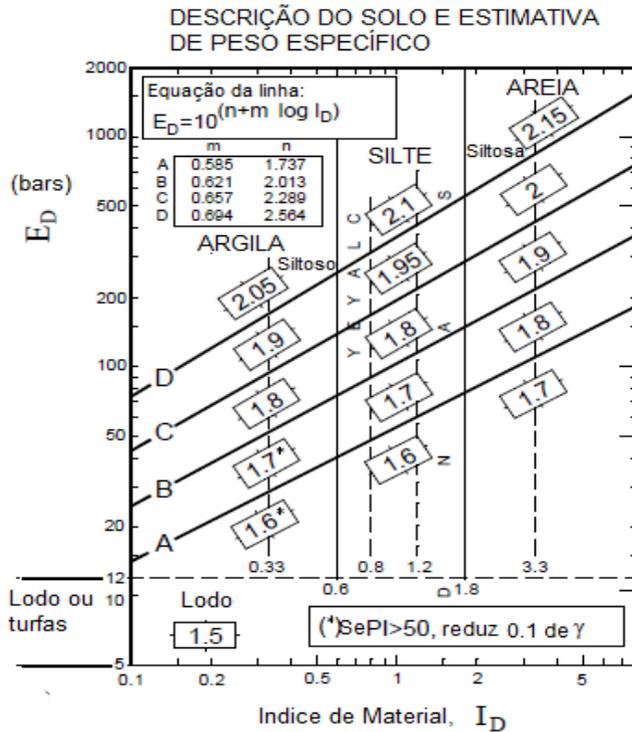 DESCRIÇÃO DO SOLO E ESTIMATIVA
DE PESO ESPECÍFICO
Equação da linha:
E_D=10^(n+m log I_D)
m n
A 0.585 1.737
B 0.621 2.013
C 0.657 2.289
D 0.694 2.564
(bars)
E_D
2000
1000
500
200
100
50
20
12
10
5
ARGILA
Siltoso
SILTE
AREIA
Siltosa
C L A Y E Y
S A N D Y
2.05
1.9
1.8
1.7*
1.6*
2.1
1.95
1.8
1.7
1.6
2.15
2
1.9
1.8
1.7
D
C
B
A
0.33
0.6
0.8
1.2
1.8
3.3
Lodo ou
turfas
Lodo
1.5
(*)SePI>50, reduz 0.1 de γ
0.1 0.2 0.5 1 2 5
Indice de Material, I_D